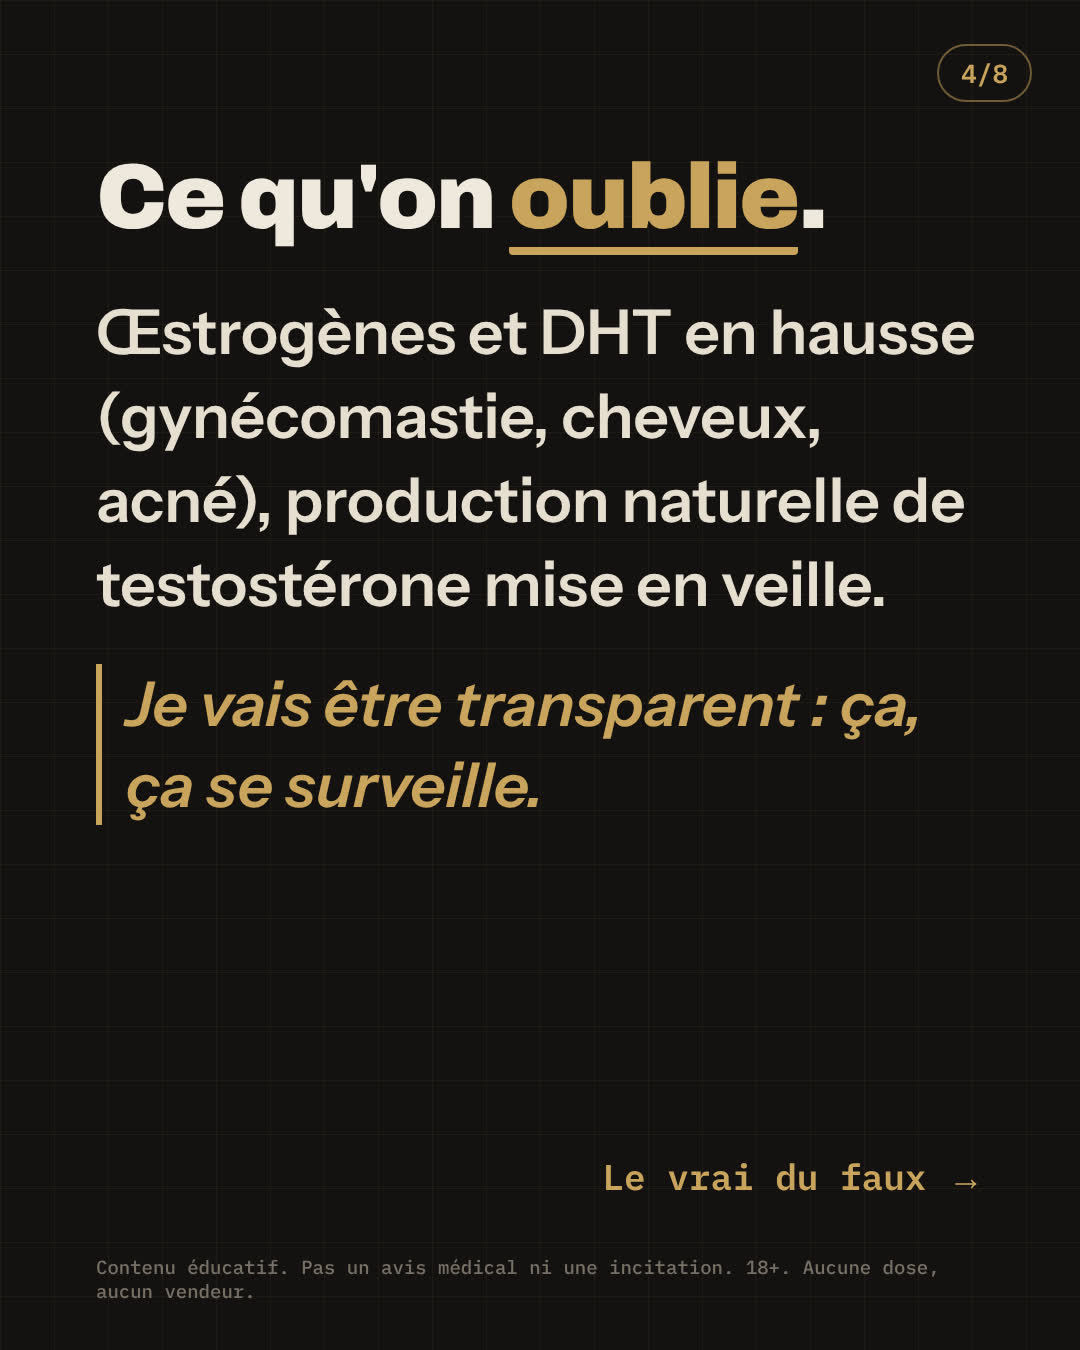 4/8
Ce qu'on oublie.
Œstrogènes et DHT en hausse
(gynécomastie, cheveux,
acné), production naturelle de
testostérone mise en veille.
Je vais être transparent : ça,
ça se surveille.
Le vrai du faux →
Contenu éducatif. Pas un avis médical ni une incitation. 18+. Aucune dose,
aucun vendeur.